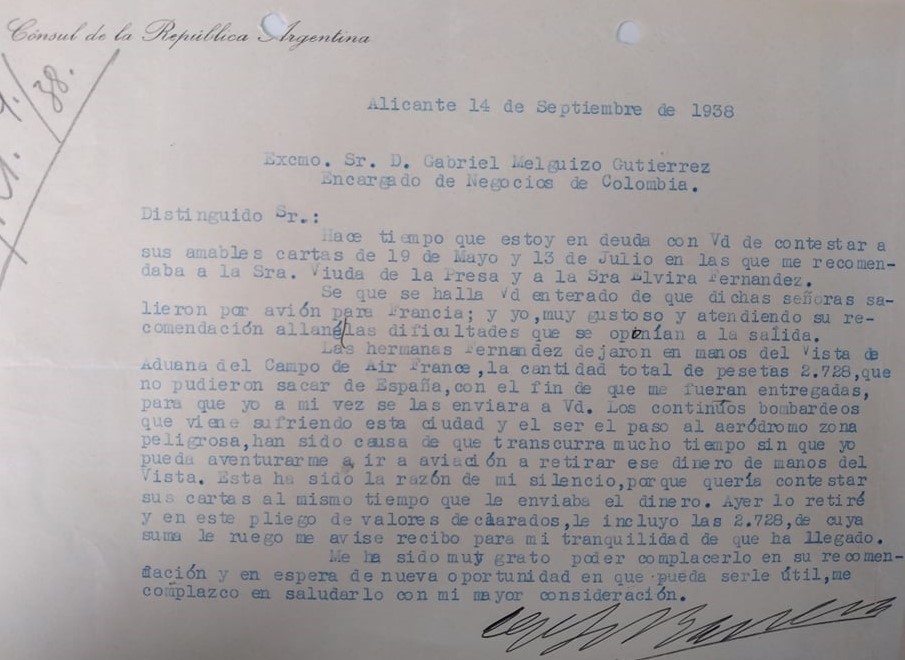 Cónsul de la República Argentina
/38.
Alicante 14 de Septiembre de 1938
Excmo. Sr. D. Gabriel Melguizo Gutierrez
Encargado de Negocios de Colombia.
Distinguido Sr.:
Hace tiempo que estoy en deuda con Vd de contestar a
sus amables cartas de 19 de Mayo y 13 de Julio en las que me recomen-
daba a la Sra. Viuda de la Presa y a la Sra Elvira Fernandez.
Se que se halla Vd enterado de que dichas señoras sa-
lieron por avión para Francia; y yo,muy gustoso y atendiendo su re-
comendación allané las dificultades que se oponían a la salida.
Las hermanas Fernandez dejaron en manos del Vista de
Aduana del Campo de Air France,la cantidad total de pesetas 2.728,que
no pudieron sacar de España,con el fin de que me fueran entregadas,
para que yo a mi vez se las enviara a Vd. Los continuos bombardeos
que viene sufriendo esta ciudad y el ser el paso al aeródromo zona
peligrosa,han sido causa de que transcurra mucho tiempo sin que yo
pueda aventurarme a ir a aviación a retirar ese dinero de manos del
Vista. Esta ha sido la razón de mi silencio,porque quería contestar
sus cartas al mismo tiempo que le enviaba el dinero. Ayer lo retiré
y en este pliego de valores declarados,le incluyo las 2.728,de cuya
suma le ruego me avise recibo para mi tranquilidad de que ha llegado.
Me ha sido muy grato poder complacerlo en su recomen-
dación y en espera de nueva oportunidad en que pueda serle útil,me
complazco en saludarlo con mi mayor consideración.